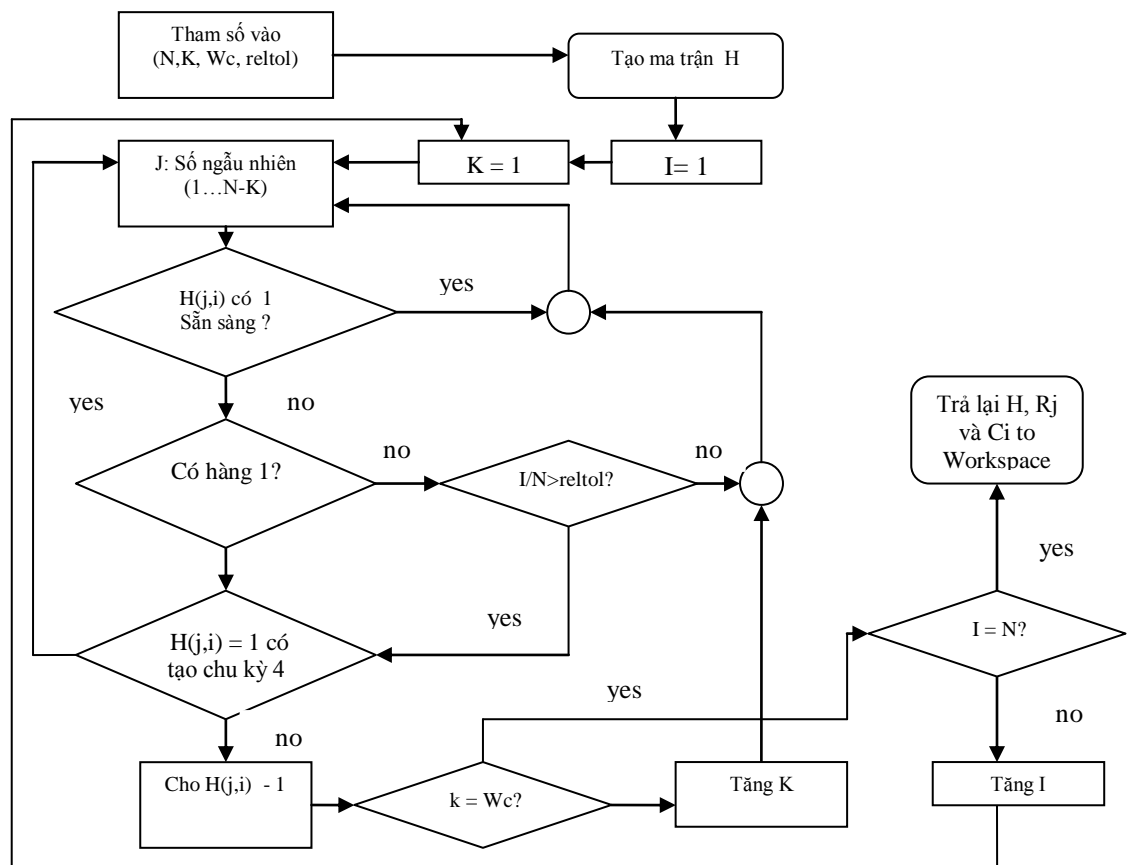 Tham số vào
(N,K, Wc, reltol)
Tạo ma trận H
J: Số ngẫu nhiên
(1…N-K)
K = 1
I= 1
H(j,i) có 1
Sẵn sàng ?
yes
yes
no
Có hàng 1?
no
I/N>reltol?
no
Trả lại H, Rj
và Ci to
Workspace
yes
H(j,i) = 1 có
tạo chu kỳ 4
yes
I = N?
yes
no
no
Cho H(j,i) - 1
k = Wc?
Tăng K
Tăng I